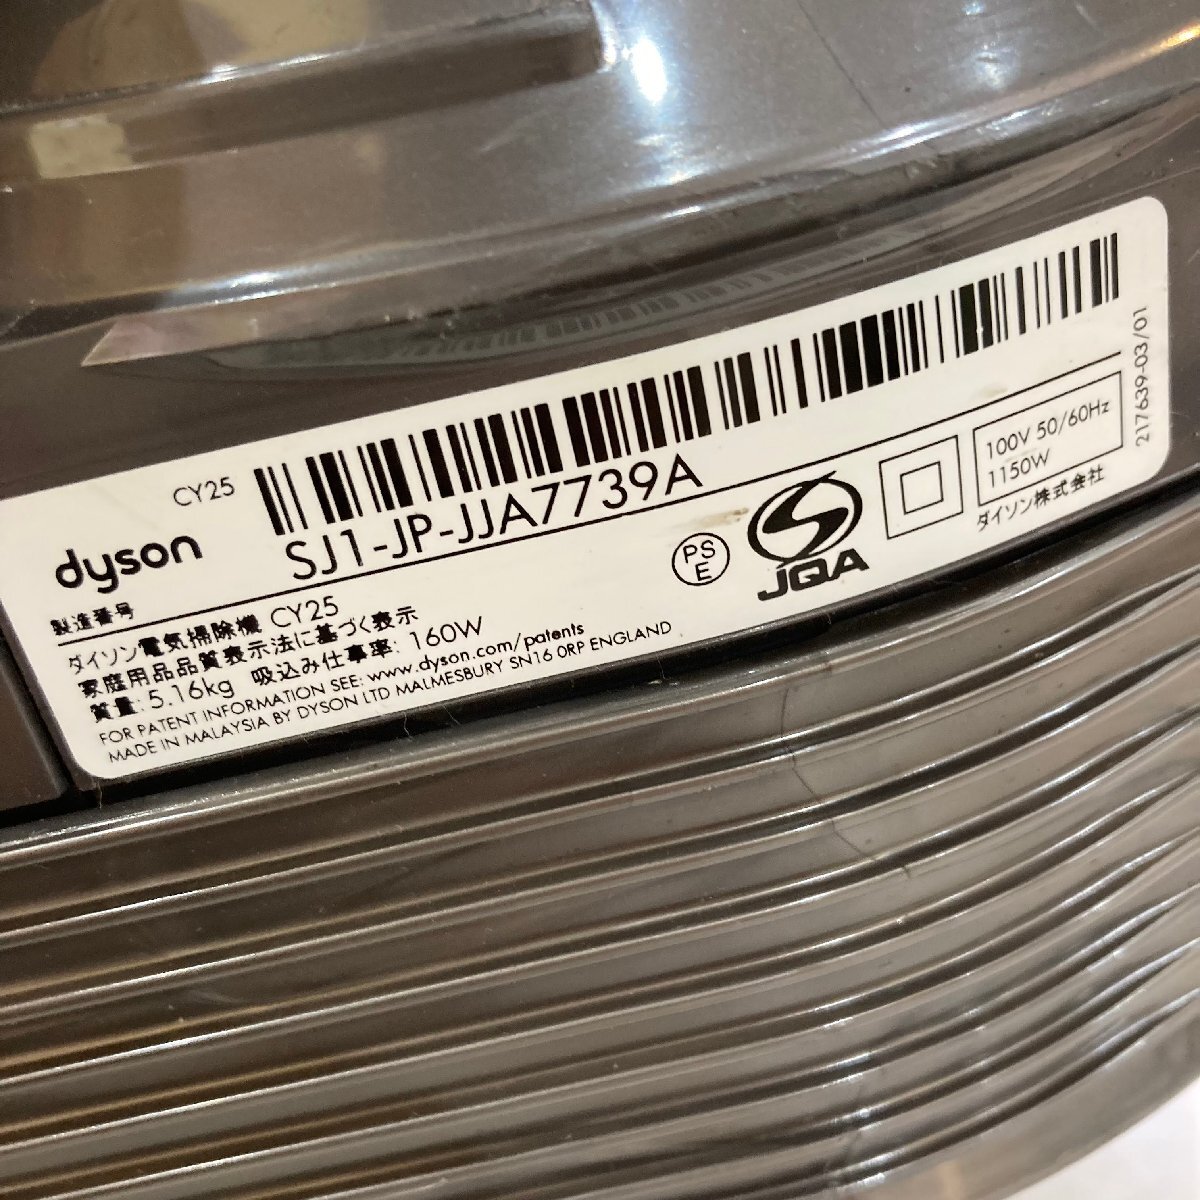 CY25
dyson
SJ1-JP-JJA7739A
製造番号
ダイソン電気掃除機 CY25
家庭用品品質表示法に基づく表示
質量: 5.16kg 吸込み仕事率: 160W
FOR PATENT INFORMATION SEE: www.dyson.com/patents
MADE IN MALAYSIA BY DYSON LTD MALMESBURY SN16 0RP ENGLAND
PS
E
JQA
100V 50/60Hz
1150W
ダイソン株式会社
217639-03/01